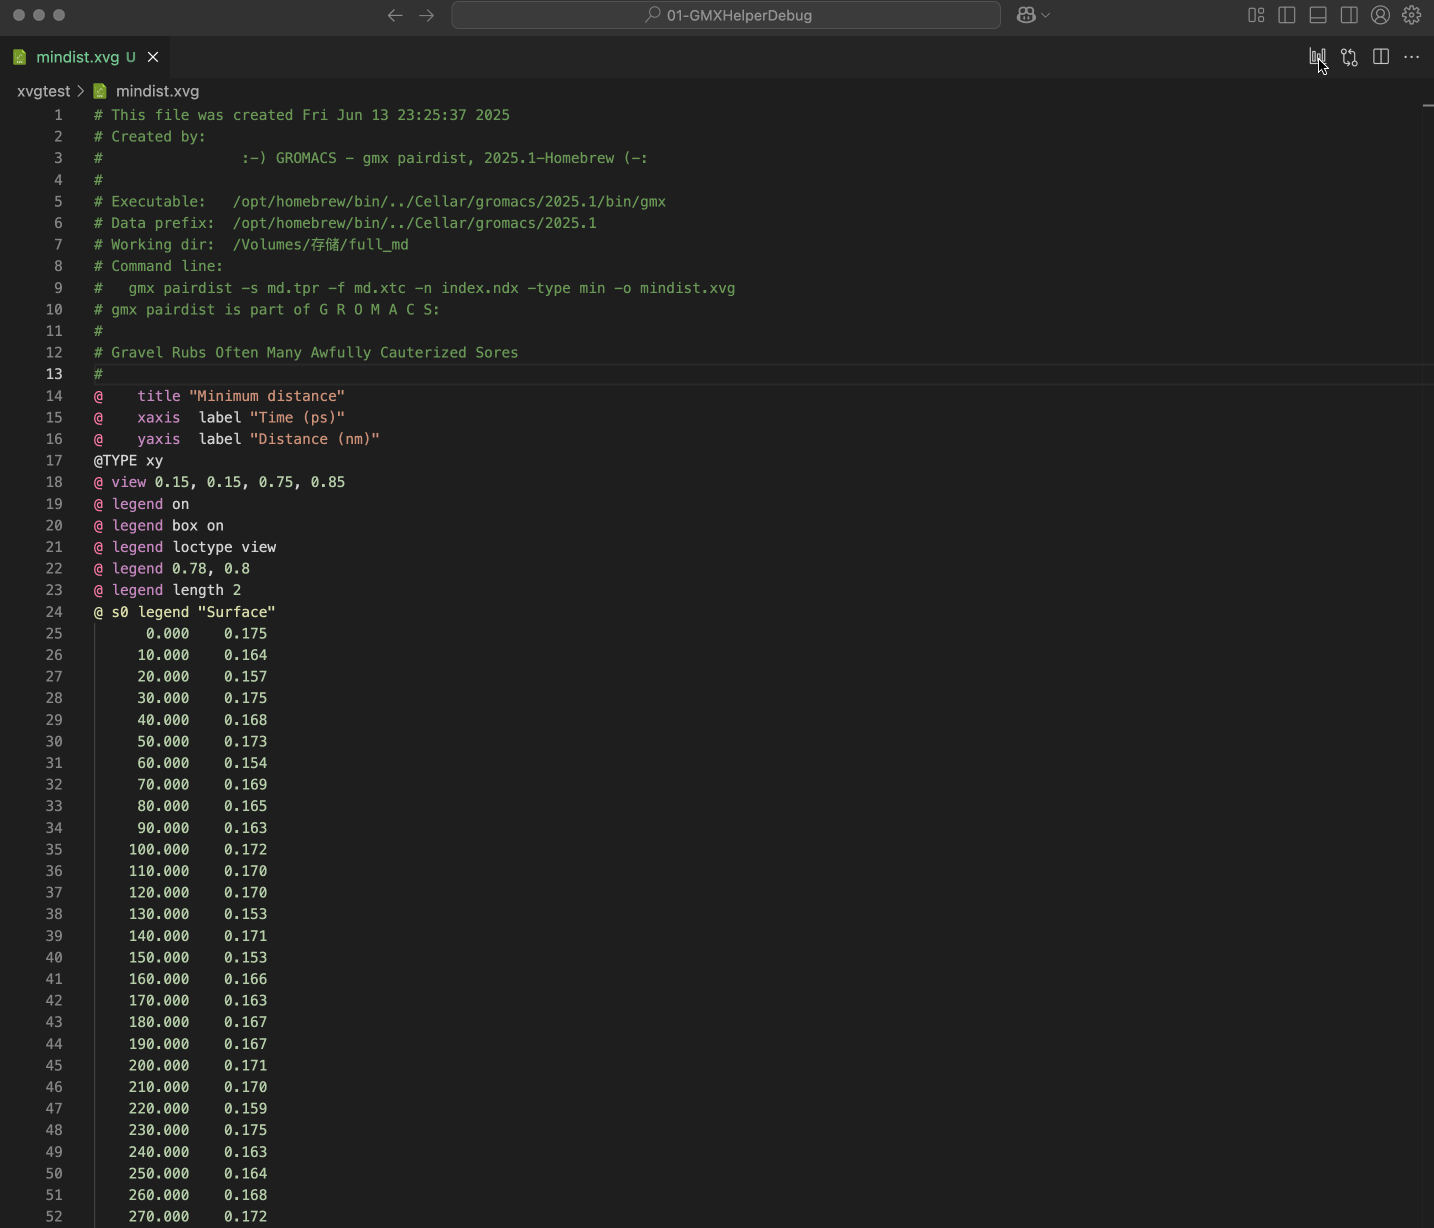 01-GMXHelperDebug
mindist.xvg U
xvgtest > mindist.xvg
1 # This file was created Fri Jun 13 23:25:37 2025
2 # Created by:
3 # :-) GROMACS - gmx pairdist, 2025.1-Homebrew (-:
4 #
5 # Executable: /opt/homebrew/bin/../Cellar/gromacs/2025.1/bin/gmx
6 # Data prefix: /opt/homebrew/bin/../Cellar/gromacs/2025.1
7 # Working dir: /Volumes/存储/full_md
8 # Command line:
9 # gmx pairdist -s md.tpr -f md.xtc -n index.ndx -type min -o mindist.xvg
10 # gmx pairdist is part of G R O M A C S:
11 #
12 # Gravel Rubs Often Many Awfully Cauterized Sores
13 #
14 @ title "Minimum distance"
15 @ xaxis label "Time (ps)"
16 @ yaxis label "Distance (nm)"
17 @TYPE xy
18 @ view 0.15, 0.15, 0.75, 0.85
19 @ legend on
20 @ legend box on
21 @ legend loctype view
22 @ legend 0.78, 0.8
23 @ legend length 2
24 @ s0 legend "Surface"
25 0.000 0.175
26 10.000 0.164
27 20.000 0.157
28 30.000 0.175
29 40.000 0.168
30 50.000 0.173
31 60.000 0.154
32 70.000 0.169
33 80.000 0.165
34 90.000 0.163
35 100.000 0.172
36 110.000 0.170
37 120.000 0.170
38 130.000 0.153
39 140.000 0.171
40 150.000 0.153
41 160.000 0.166
42 170.000 0.163
43 180.000 0.167
44 190.000 0.167
45 200.000 0.171
46 210.000 0.170
47 220.000 0.159
48 230.000 0.175
49 240.000 0.163
50 250.000 0.164
51 260.000 0.168
52 270.000 0.172